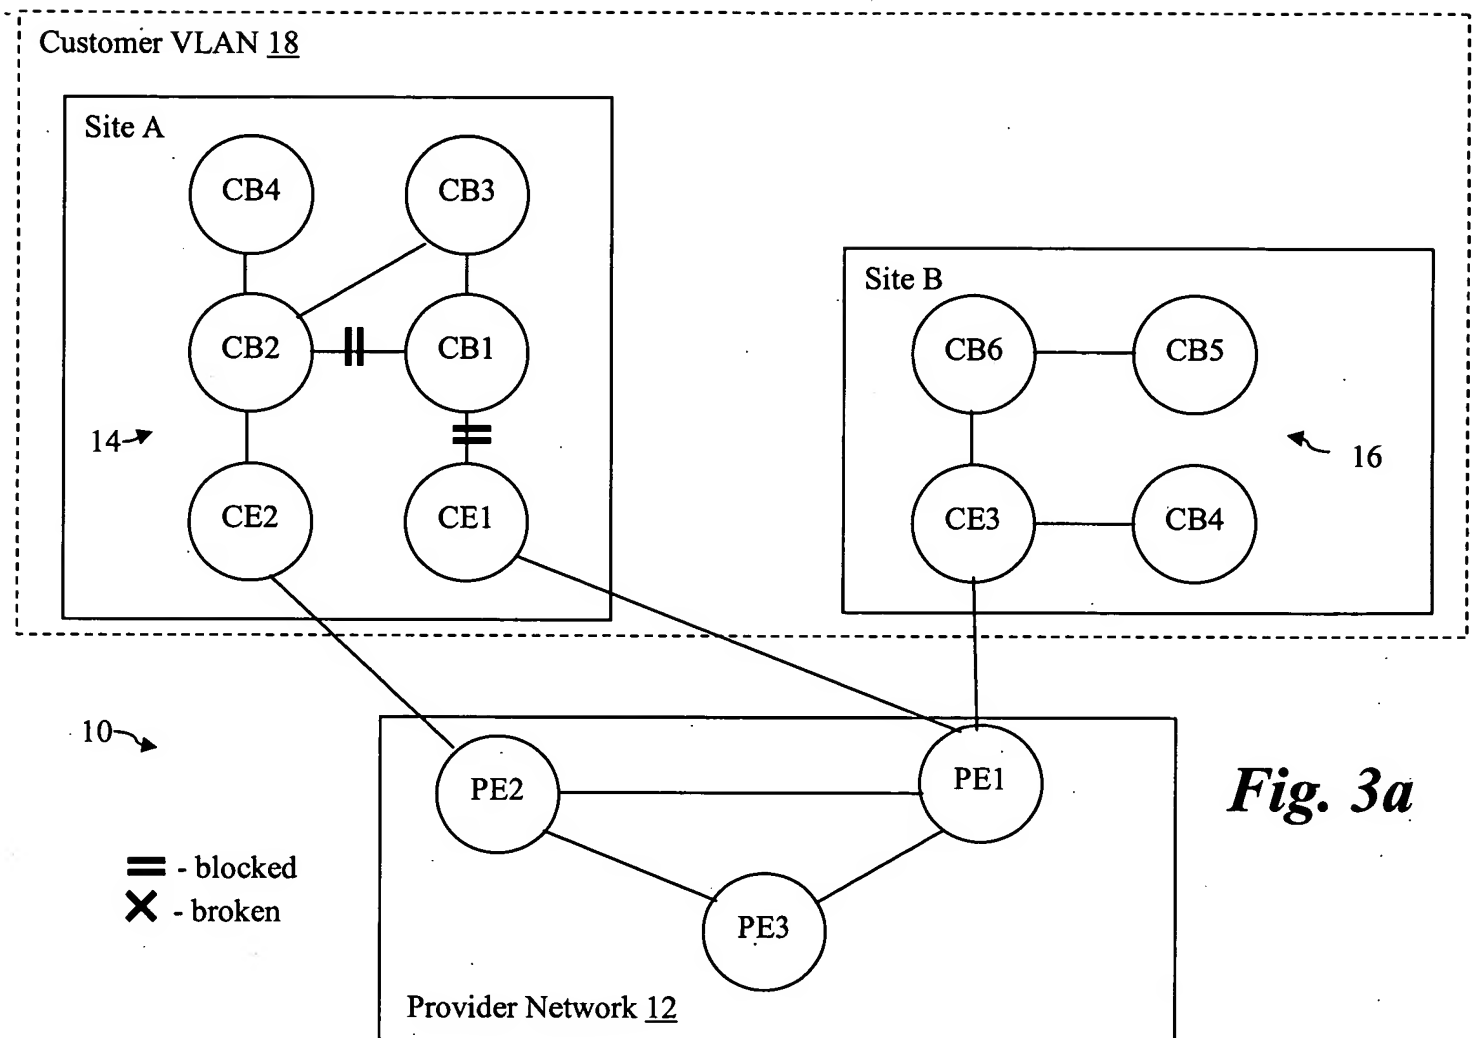 Customer VLAN 18
Site A
CB4
CB3
Site B
CB2
CB1
CB6
CB5
14
16
CE2
CE1
CE3
CB4
10
PE2
PE1
Fig. 3a
- blocked
- broken
PE3
Provider Network 12